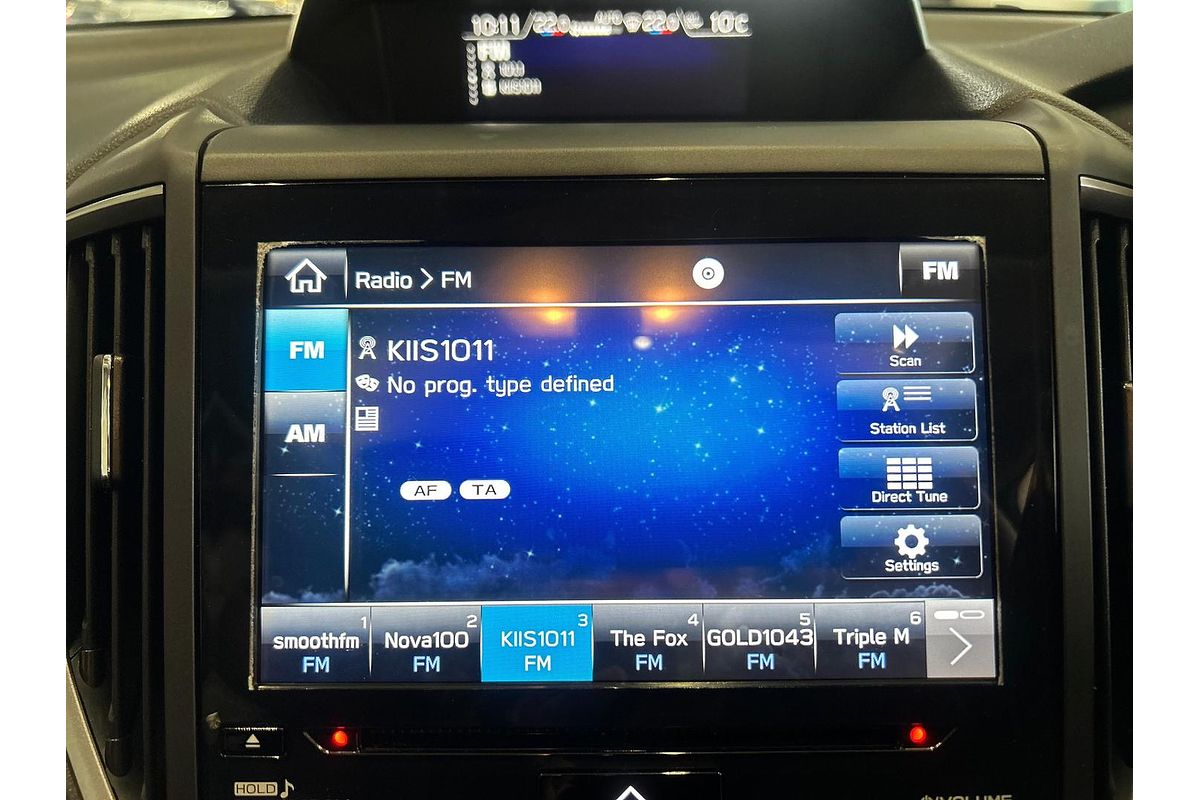 10:11 22.0 22.0 10°C
FM
Radio > FM
FM
FM
AM
KIIS1011
No prog. type defined
AF TA
Scan
Station List
Direct Tune
Settings
1 2 3 4 5 6
smoothfm Nova100 KIIS1011 The Fox GOLD1043 Triple M
FM FM FM FM FM FM
HOLD
VOLUME